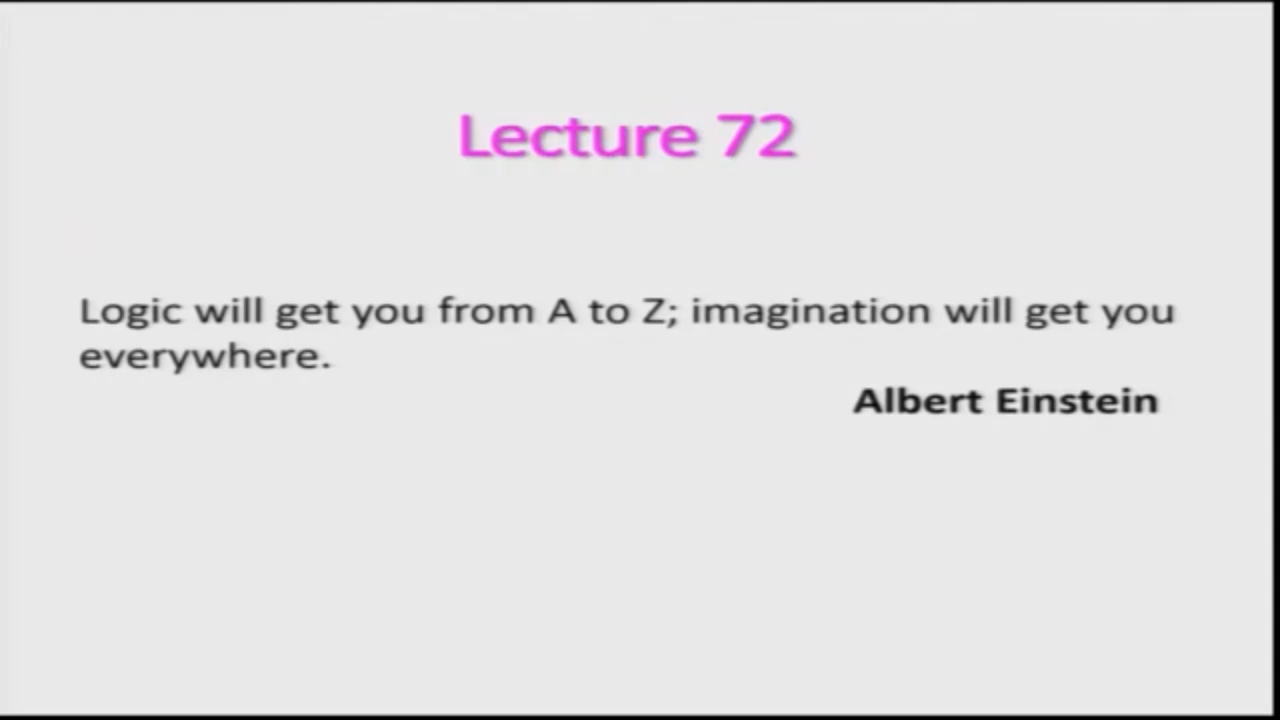 Lecture 72
Logic will get you from A to Z; imagination will get you
everywhere.
Albert Einstein